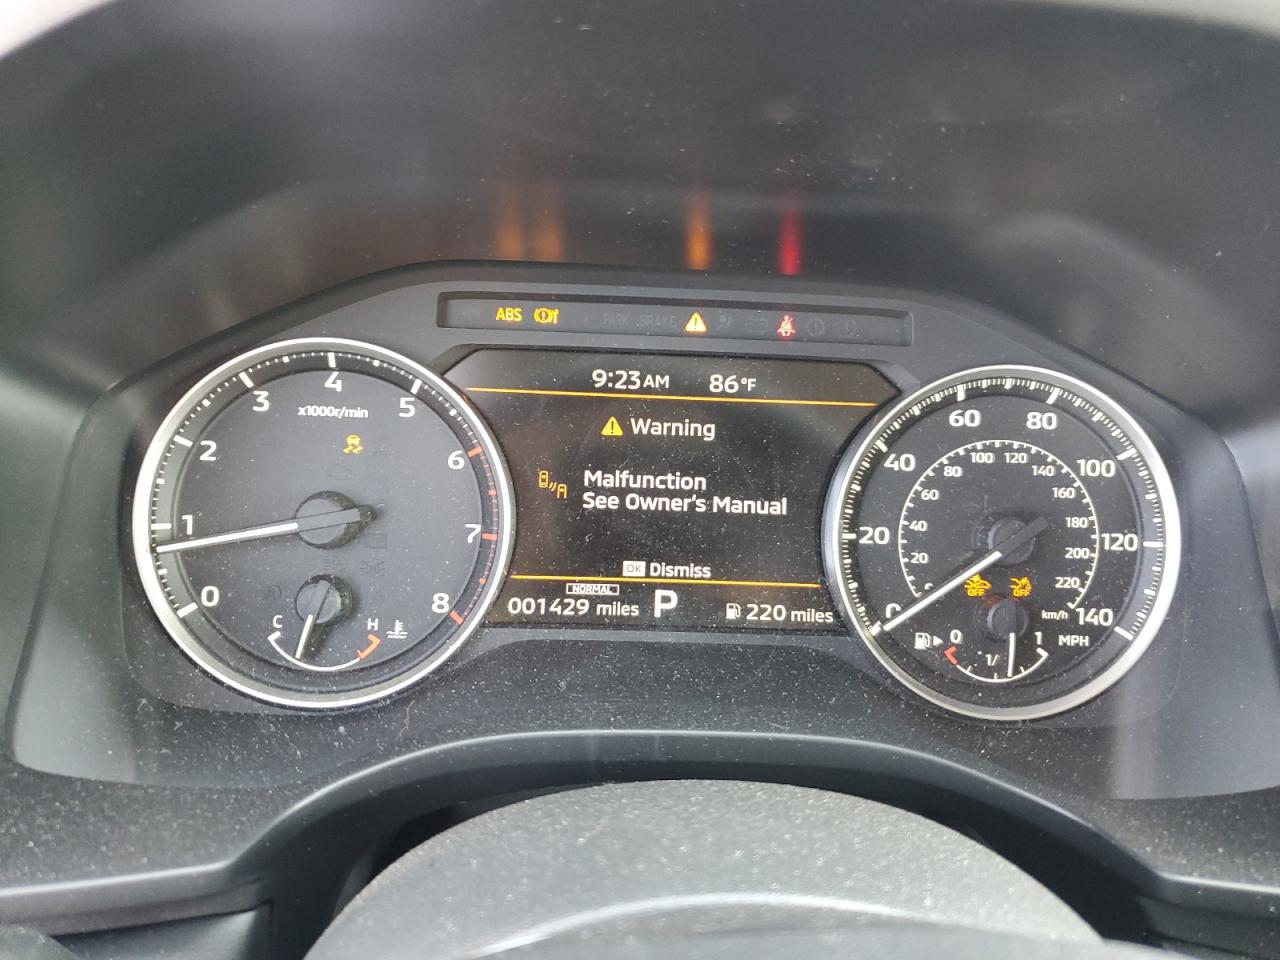 ABS
PARK BRAKE
9:23AM 86°F
Warning
Malfunction
See Owner's Manual
OK Dismiss
NORMAL
001429 miles P 220 miles
0 1 2 3 4 5 6 7 8
x1000r/min
C H
0 20 40 60 80 100 120 140
20 40 60 80 100 120 140 160 180 200 220
km/h
MPH
OFF OFF
0 1/ 1